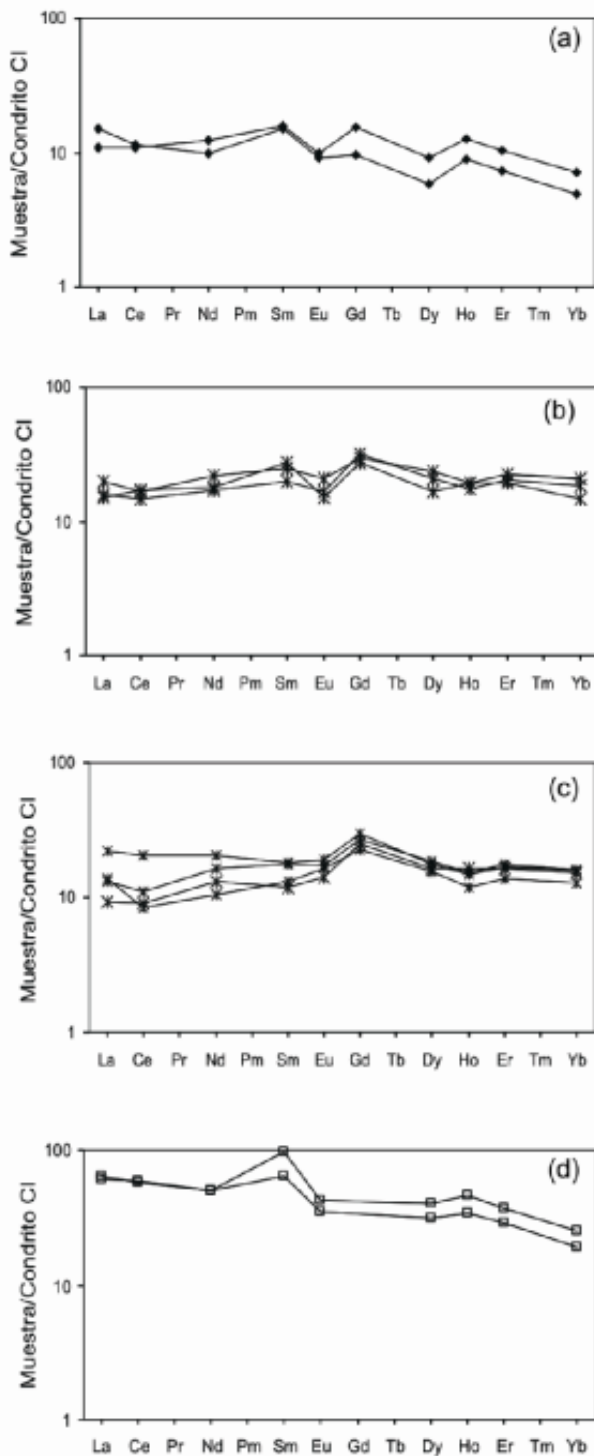 100
(a)
Muestra/Condrito CI
10
1
La Ce Pr Nd Pm Sm Eu Gd Tb Dy Ho Er Tm Yb
100
(b)
Muestra/Condrito CI
10
1
La Ce Pr Nd Pm Sm Eu Gd Tb Dy Ho Er Tm Yb
100
(c)
Muestra/Condrito CI
10
1
La Ce Pr Nd Pm Sm Eu Gd Tb Dy Ho Er Tm Yb
100
(d)
Muestra/Condrito CI
10
1
La Ce Pr Nd Pm Sm Eu Gd Tb Dy Ho Er Tm Yb